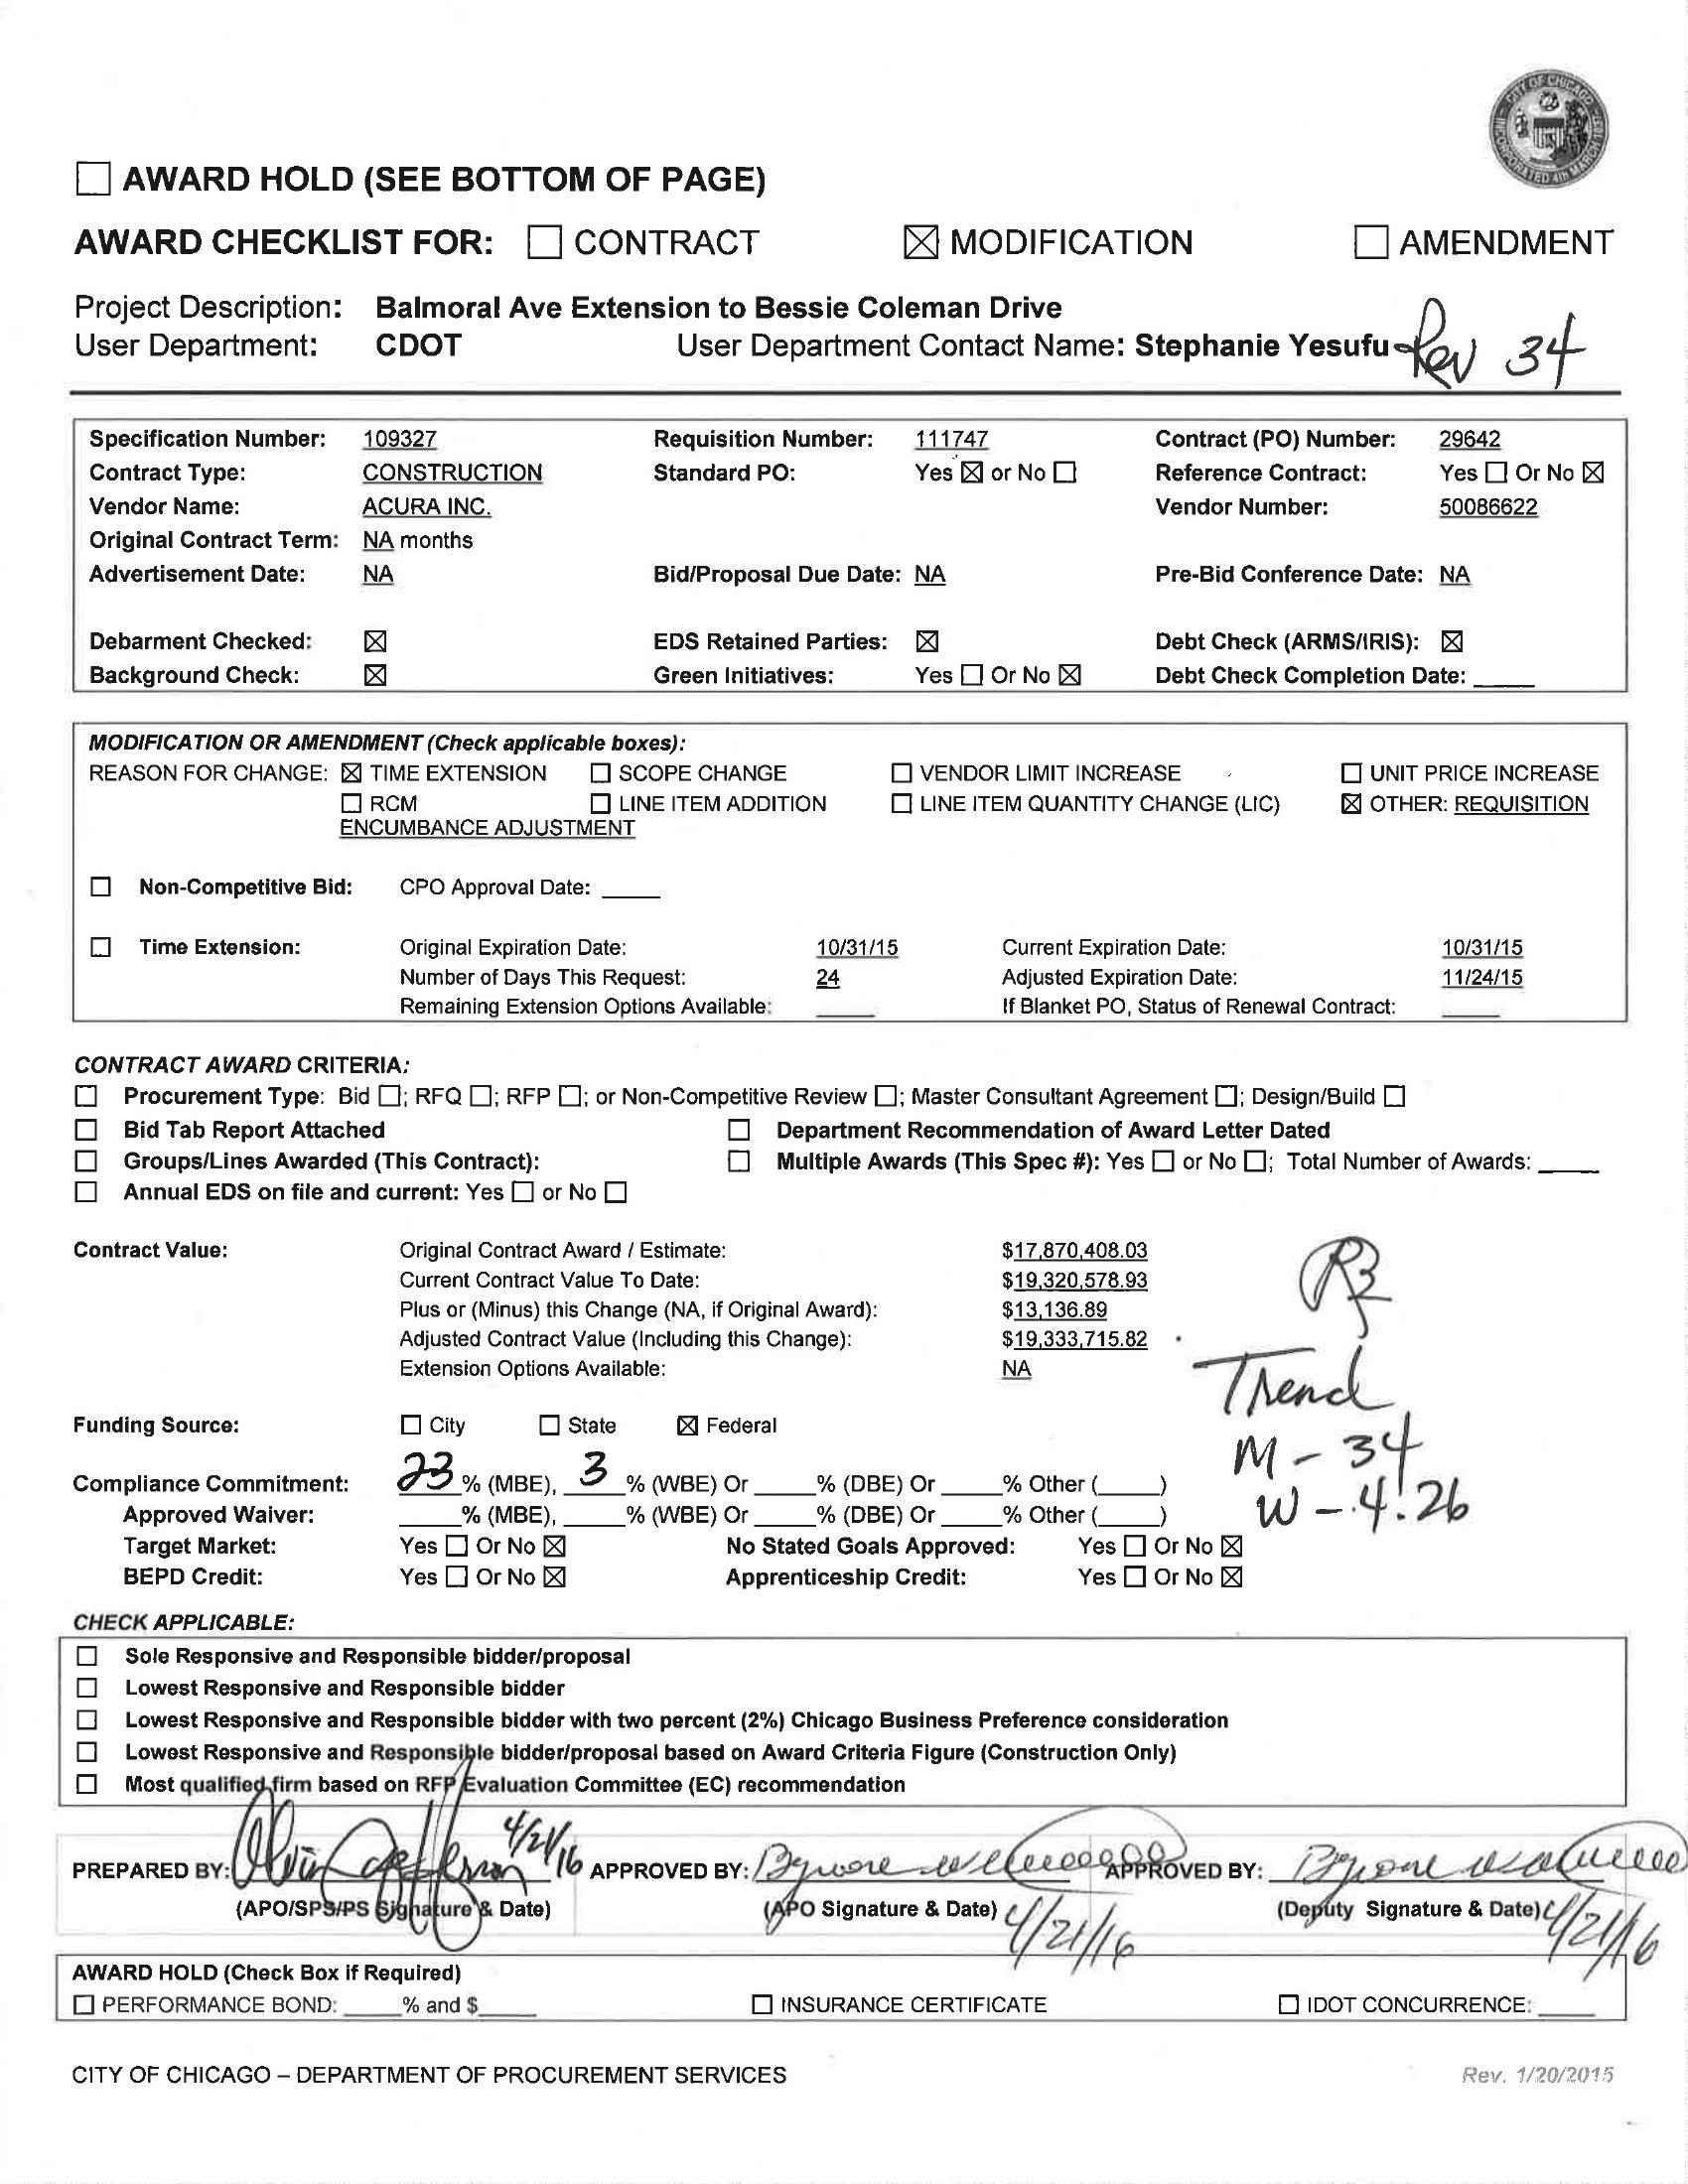 CITY OF CHICAGO
INCORPORATED 4th MARCH 1837
☐ AWARD HOLD (SEE BOTTOM OF PAGE)
AWARD CHECKLIST FOR: ☐ CONTRACT ☒ MODIFICATION ☐ AMENDMENT
Project Description: Balmoral Ave Extension to Bessie Coleman Drive
User Department: CDOT User Department Contact Name: Stephanie Yesufu Rev 34
Specification Number: 109327 Requisition Number: 111747 Contract (PO) Number: 29642
Contract Type: CONSTRUCTION Standard PO: Yes ☒ or No ☐ Reference Contract: Yes ☐ Or No ☒
Vendor Name: ACURA INC. Vendor Number: 50086622
Original Contract Term: NA months
Advertisement Date: NA Bid/Proposal Due Date: NA Pre-Bid Conference Date: NA
Debarment Checked: ☒ EDS Retained Parties: ☒ Debt Check (ARMS/IRIS): ☒
Background Check: ☒ Green Initiatives: Yes ☐ Or No ☒ Debt Check Completion Date: ____
MODIFICATION OR AMENDMENT (Check applicable boxes):
REASON FOR CHANGE: ☒ TIME EXTENSION ☐ SCOPE CHANGE ☐ VENDOR LIMIT INCREASE ☐ UNIT PRICE INCREASE
☐ RCM ☐ LINE ITEM ADDITION ☐ LINE ITEM QUANTITY CHANGE (LIC) ☒ OTHER: REQUISITION
ENCUMBANCE ADJUSTMENT
☐ Non-Competitive Bid: CPO Approval Date: ____
☐ Time Extension: Original Expiration Date: 10/31/15 Current Expiration Date: 10/31/15
Number of Days This Request: 24 Adjusted Expiration Date: 11/24/15
Remaining Extension Options Available: ____ If Blanket PO, Status of Renewal Contract: ____
CONTRACT AWARD CRITERIA:
☐ Procurement Type: Bid ☐; RFQ ☐; RFP ☐; or Non-Competitive Review ☐; Master Consultant Agreement ☐; Design/Build ☐
☐ Bid Tab Report Attached ☐ Department Recommendation of Award Letter Dated
☐ Groups/Lines Awarded (This Contract): ☐ Multiple Awards (This Spec #): Yes ☐ or No ☐; Total Number of Awards: ____
☐ Annual EDS on file and current: Yes ☐ or No ☐
Contract Value: Original Contract Award / Estimate: $17,870,408.03
Current Contract Value To Date: $19,320,578.93
Plus or (Minus) this Change (NA, if Original Award): $13,136.89
Adjusted Contract Value (Including this Change): $19,333,715.82
Extension Options Available: NA
Trend
Funding Source: ☐ City ☐ State ☒ Federal
M - 34
Compliance Commitment: 23 % (MBE), 3 % (WBE) Or ____% (DBE) Or ____% Other (____)
Approved Waiver: ____% (MBE), ____% (WBE) Or ____% (DBE) Or ____% Other (____)
W - 4.26
Target Market: Yes ☐ Or No ☒ No Stated Goals Approved: Yes ☐ Or No ☒
BEPD Credit: Yes ☐ Or No ☒ Apprenticeship Credit: Yes ☐ Or No ☒
CHECK APPLICABLE:
☐ Sole Responsive and Responsible bidder/proposal
☐ Lowest Responsive and Responsible bidder
☐ Lowest Responsive and Responsible bidder with two percent (2%) Chicago Business Preference consideration
☐ Lowest Responsive and Responsible bidder/proposal based on Award Criteria Figure (Construction Only)
☐ Most qualified firm based on RFP Evaluation Committee (EC) recommendation
PREPARED BY: 4/21/16 APPROVED BY: APPROVED BY:
(APO/SPS/PS Signature & Date) (APO Signature & Date) 4/21/16 (Deputy Signature & Date) 4/21/16
AWARD HOLD (Check Box if Required)
☐ PERFORMANCE BOND: ____% and $____ ☐ INSURANCE CERTIFICATE ☐ IDOT CONCURRENCE: ____
CITY OF CHICAGO – DEPARTMENT OF PROCUREMENT SERVICES Rev. 1/20/2015